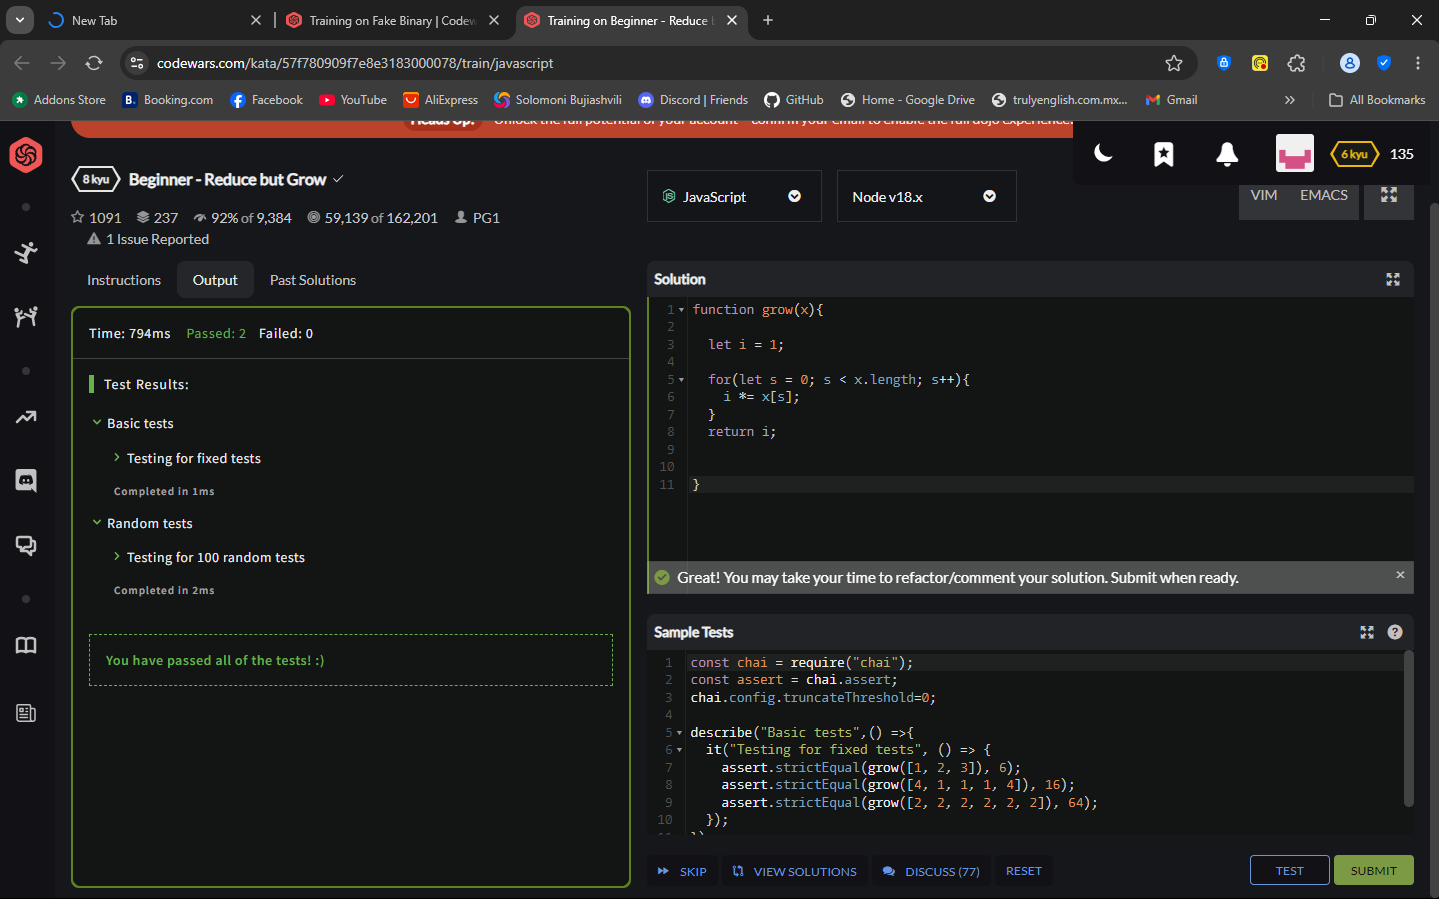 New Tab
Training on Fake Binary | Codew
Training on Beginner - Reduce b
codewars.com/kata/57f780909f7e8e3183000078/train/javascript
Addons Store
Booking.com
Facebook
YouTube
AliExpress
Solomoni Bujiashvili
Discord | Friends
GitHub
Home - Google Drive
trulyenglish.com.mx...
Gmail
All Bookmarks
Heads Up! Unlock the full potential of your account - confirm your email to enable the full dojo experience.
6 kyu
135
8 kyu
Beginner - Reduce but Grow
1091
237
92% of 9,384
59,139 of 162,201
PG1
1 Issue Reported
JavaScript
Node v18.x
VIM
EMACS
Instructions
Output
Past Solutions
Time: 794ms Passed: 2 Failed: 0
Test Results:
Basic tests
Testing for fixed tests
Completed in 1ms
Random tests
Testing for 100 random tests
Completed in 2ms
You have passed all of the tests! :)
Solution
1 function grow(x){
2
3 let i = 1;
4
5 for(let s = 0; s < x.length; s++){
6 i *= x[s];
7 }
8 return i;
9
10
11 }
Great! You may take your time to refactor/comment your solution. Submit when ready.
Sample Tests
1 const chai = require("chai");
2 const assert = chai.assert;
3 chai.config.truncateThreshold=0;
4
5 describe("Basic tests",() =>{
6 it("Testing for fixed tests", () => {
7 assert.strictEqual(grow([1, 2, 3]), 6);
8 assert.strictEqual(grow([4, 1, 1, 1, 4]), 16);
9 assert.strictEqual(grow([2, 2, 2, 2, 2, 2]), 64);
10 });
SKIP
VIEW SOLUTIONS
DISCUSS (77)
RESET
TEST
SUBMIT